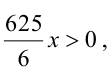 625/6 x > 0 ,